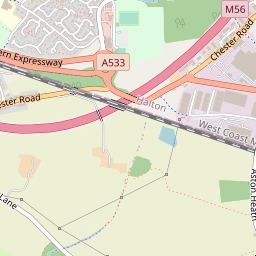 M56
Chester Road
A533
ern Expressway
ester Road
Halton
West Coast M
Aston Heath
Lane